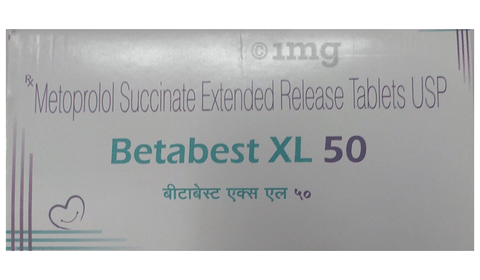 ©1mg
Rx Metoprolol Succinate Extended Release Tablets USP
Betabest XL 50
बीटाबेस्ट एक्स एल ५०